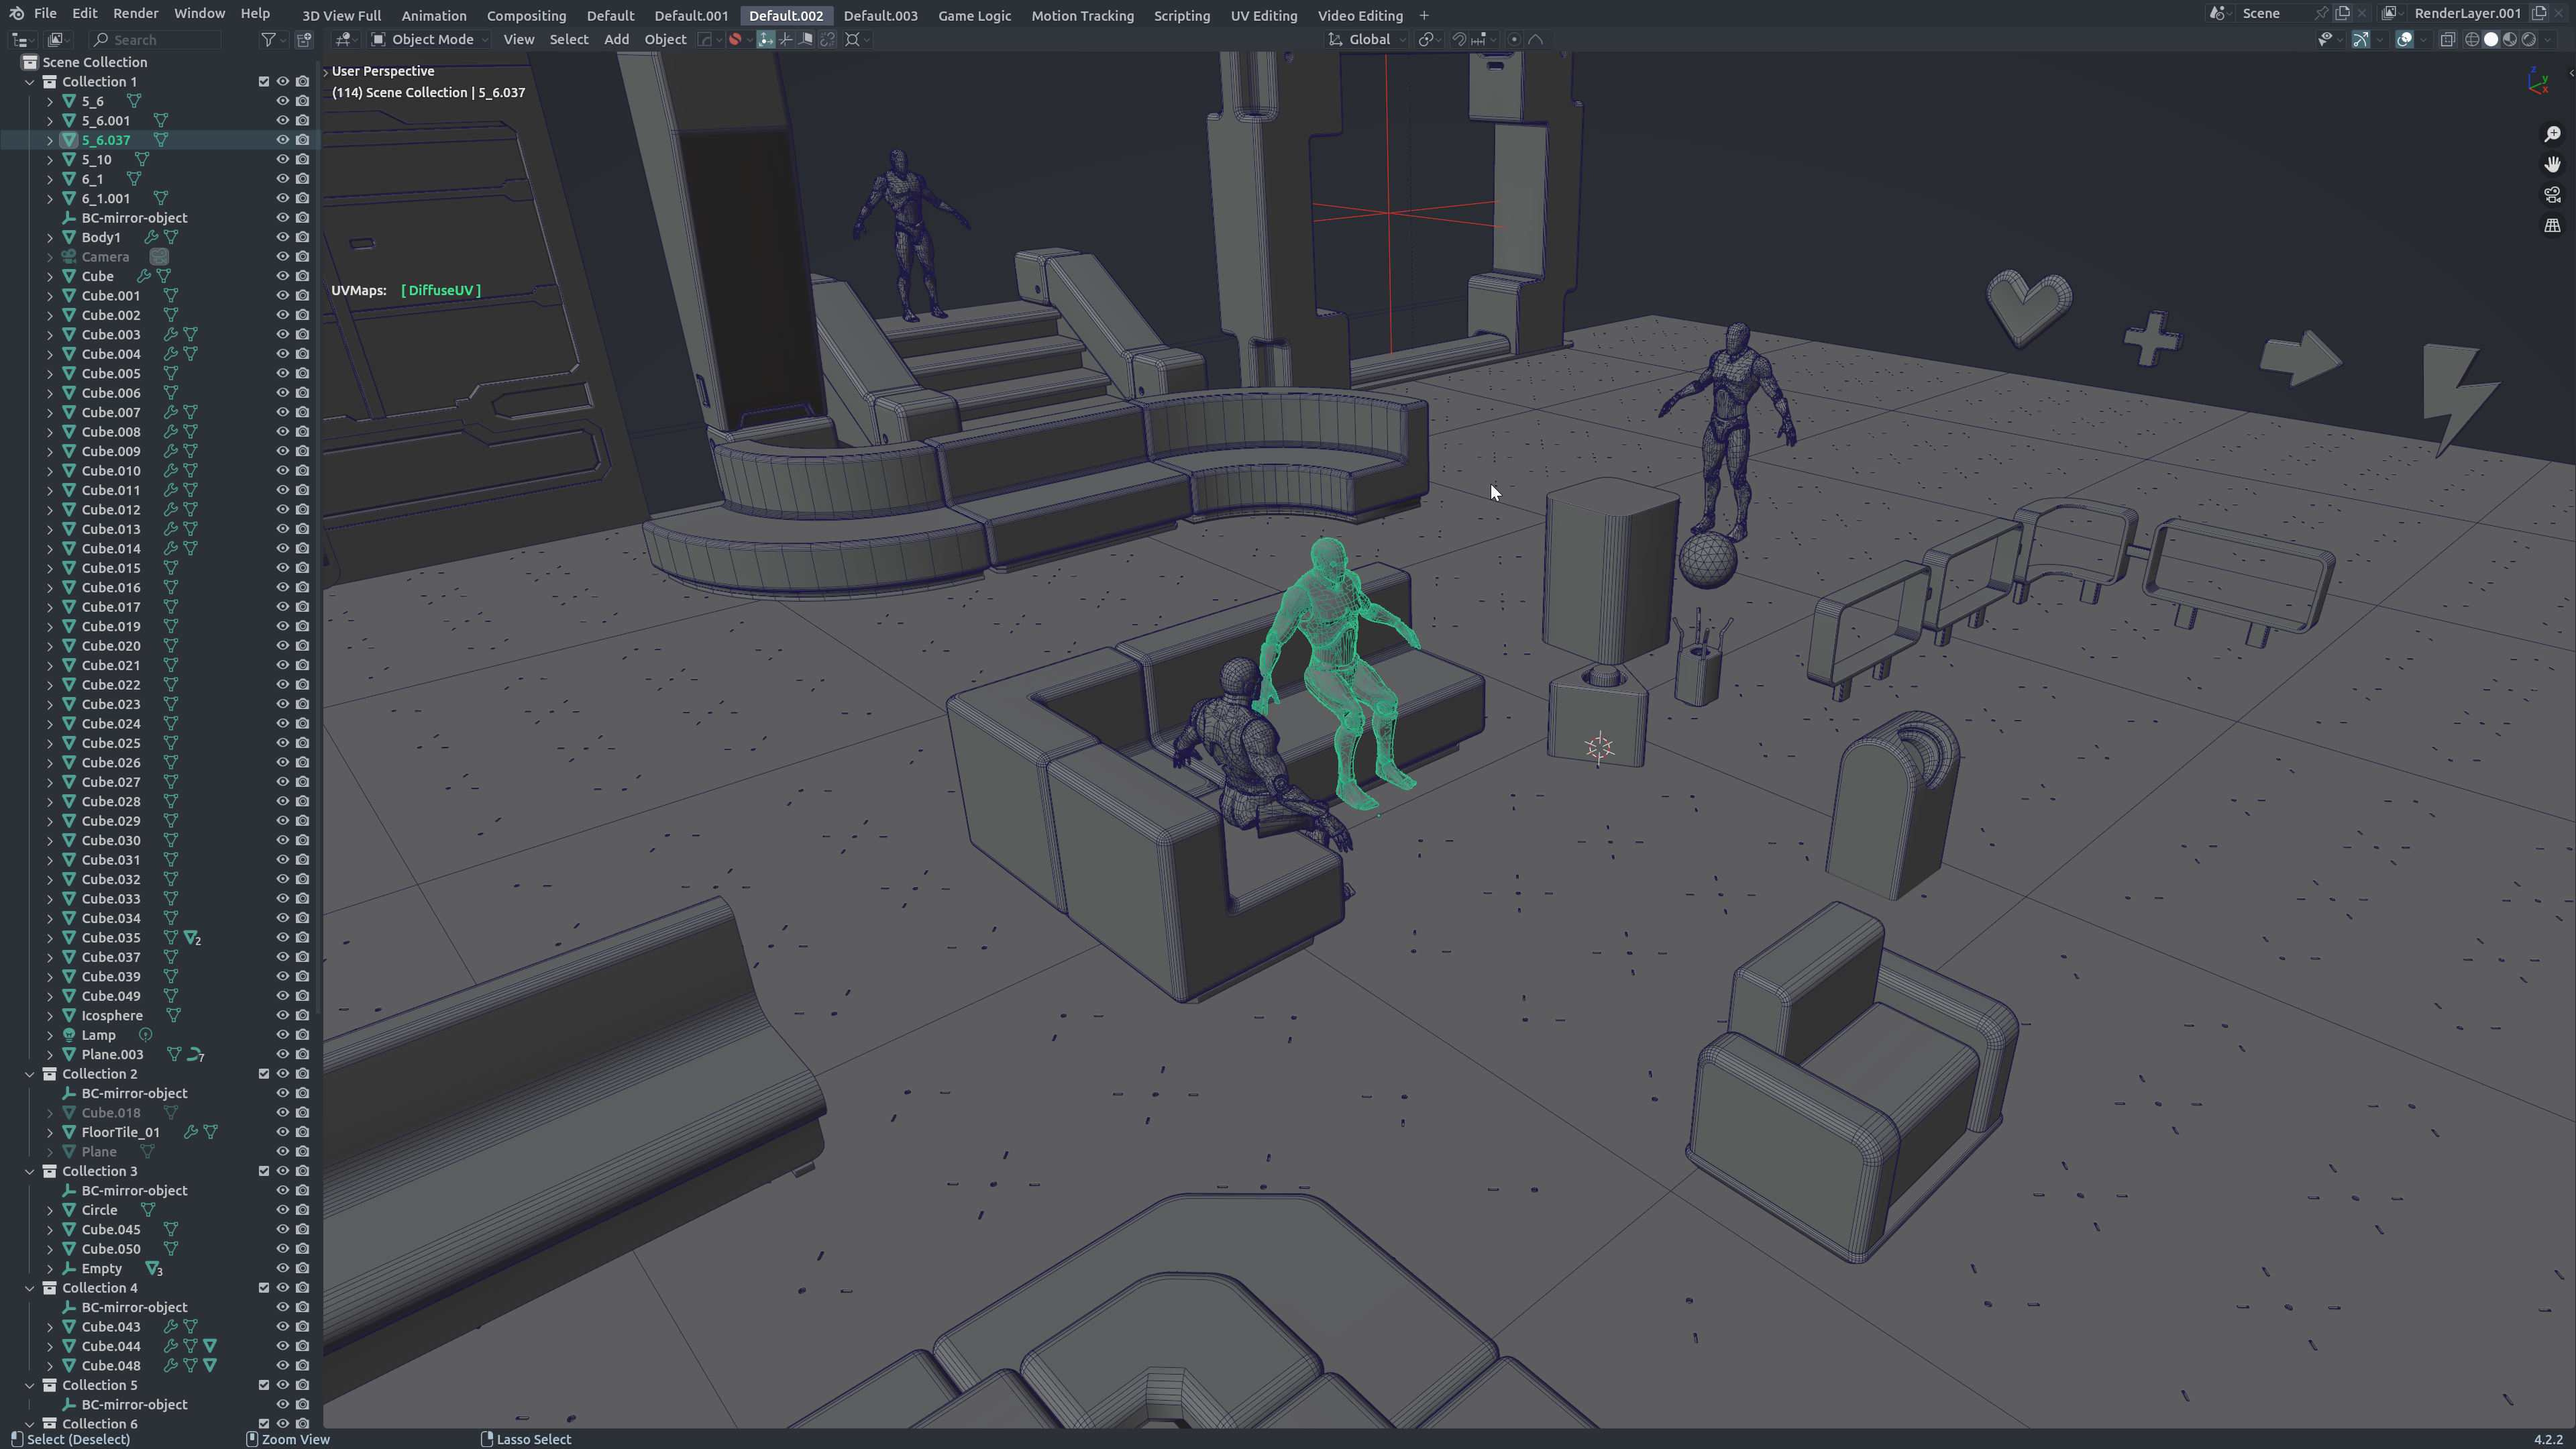 File Edit Render Window Help 3D View Full Animation Compositing Default Default.001 Default.002 Default.003 Game Logic Motion Tracking Scripting UV Editing Video Editing + Scene RenderLayer.001
Search Object Mode View Select Add Object Global
Scene Collection
Collection 1
User Perspective
(114) Scene Collection | 5_6.037
UVMaps: [ DiffuseUV ]
5_6
5_6.001
5_6.037
5_10
6_1
6_1.001
BC-mirror-object
Body1
Camera
Cube
Cube.001
Cube.002
Cube.003
Cube.004
Cube.005
Cube.006
Cube.007
Cube.008
Cube.009
Cube.010
Cube.011
Cube.012
Cube.013
Cube.014
Cube.015
Cube.016
Cube.017
Cube.019
Cube.020
Cube.021
Cube.022
Cube.023
Cube.024
Cube.025
Cube.026
Cube.027
Cube.028
Cube.029
Cube.030
Cube.031
Cube.032
Cube.033
Cube.034
Cube.035 2
Cube.037
Cube.039
Cube.049
Icosphere
Lamp
Plane.003 7
Collection 2
BC-mirror-object
Cube.018
FloorTile_01
Plane
Collection 3
BC-mirror-object
Circle
Cube.045
Cube.050
Empty 3
Collection 4
BC-mirror-object
Cube.043
Cube.044
Cube.048
Collection 5
BC-mirror-object
Collection 6
Select (Deselect) Zoom View Lasso Select 4.2.2